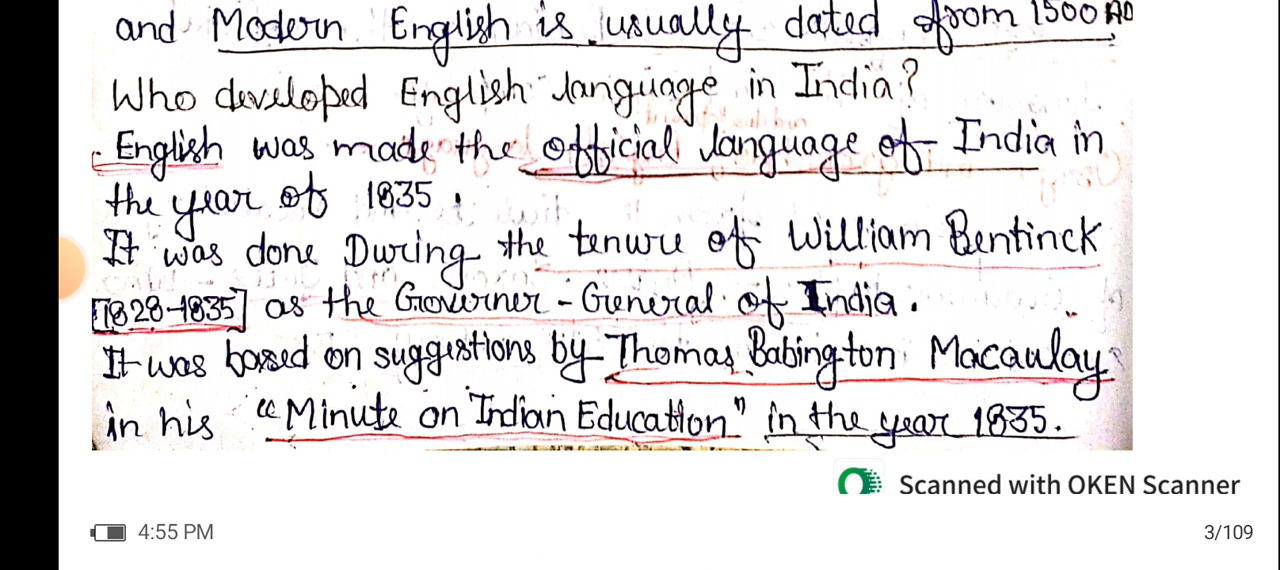 and Modern English is usually dated from 1500 AD
Who developed English language in India?
. English was made the official language of India in
the year of 1835.
It was done During the tenure of William Bentinck
[1828-1835] as the Governer-General of India.
It was based on suggestions by Thomas Babington Macaulay
in his "Minute on Indian Education" in the year 1835.
Scanned with OKEN Scanner
4:55 PM
3/109